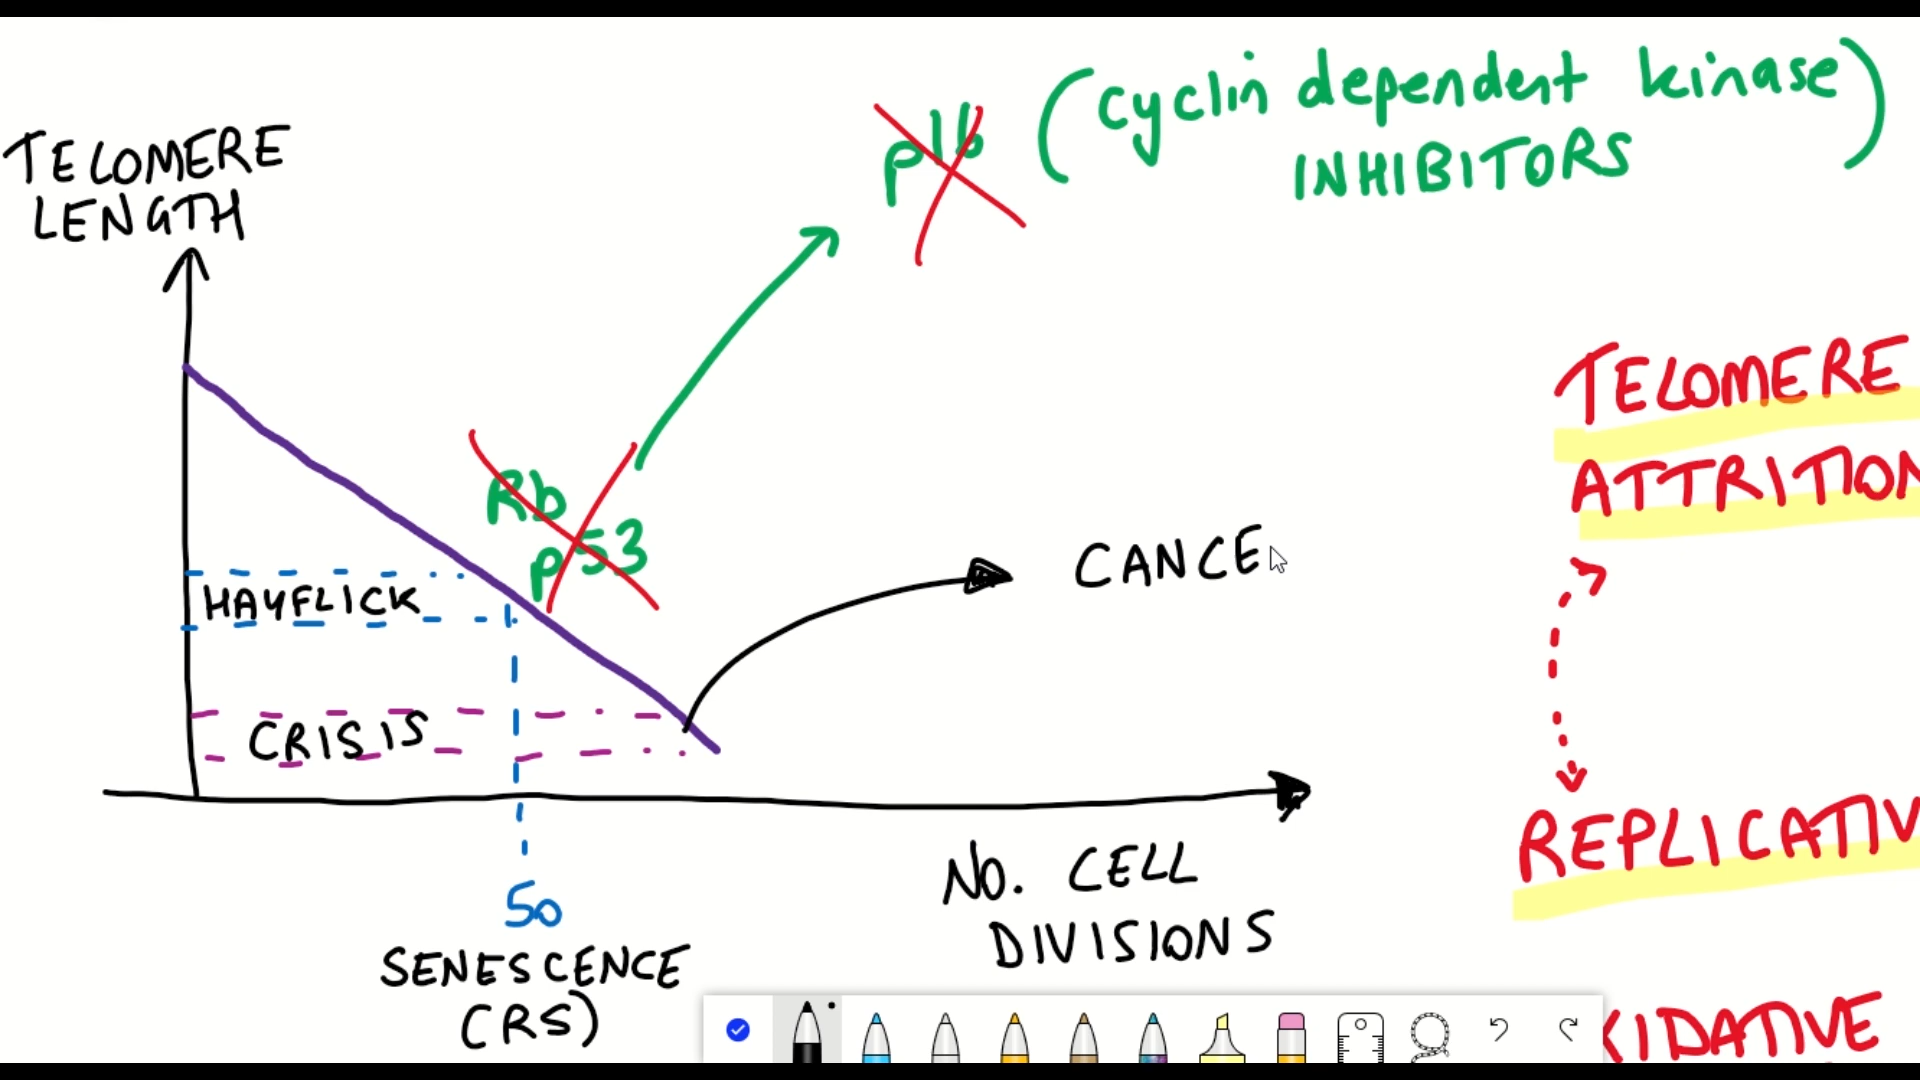 TELOMERE
LENGTH
p16 (cyclin dependent kinase)
INHIBITORS
Rb
p53
HAYFLICK
CRISIS
CANCE
50
SENESCENCE
(RS)
NO. CELL
DIVISIONS
TELOMERE
ATTRITION
REPLICATIV
XIDATIVE